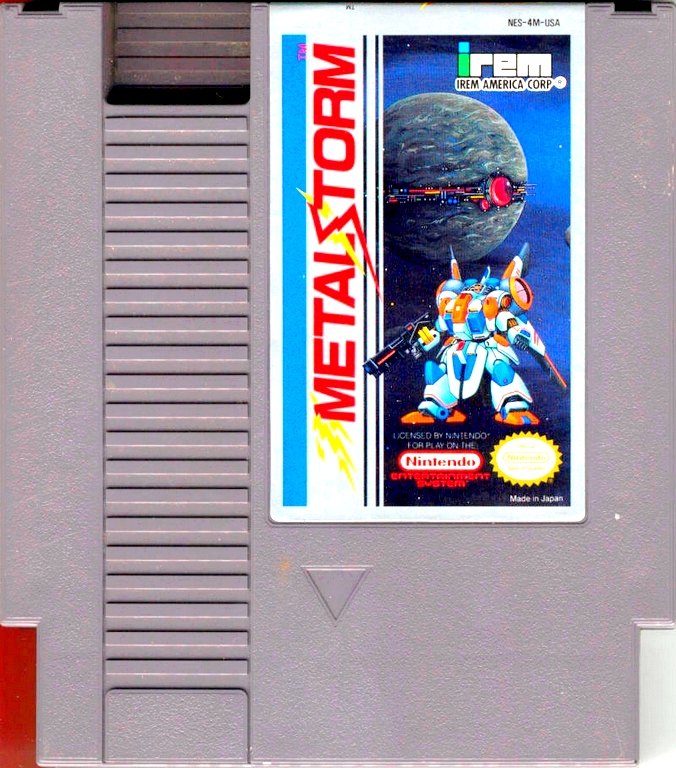 NES-4M-USA
irem
IREM AMERICA CORP ®
METAL STORM
TM
LICENSED BY NINTENDO®
FOR PLAY ON THE
Nintendo
ENTERTAINMENT
SYSTEM
Made in Japan